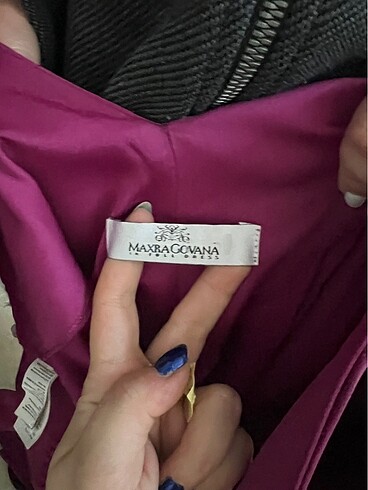 MAXRA GOVANA
IN FULL DRESS